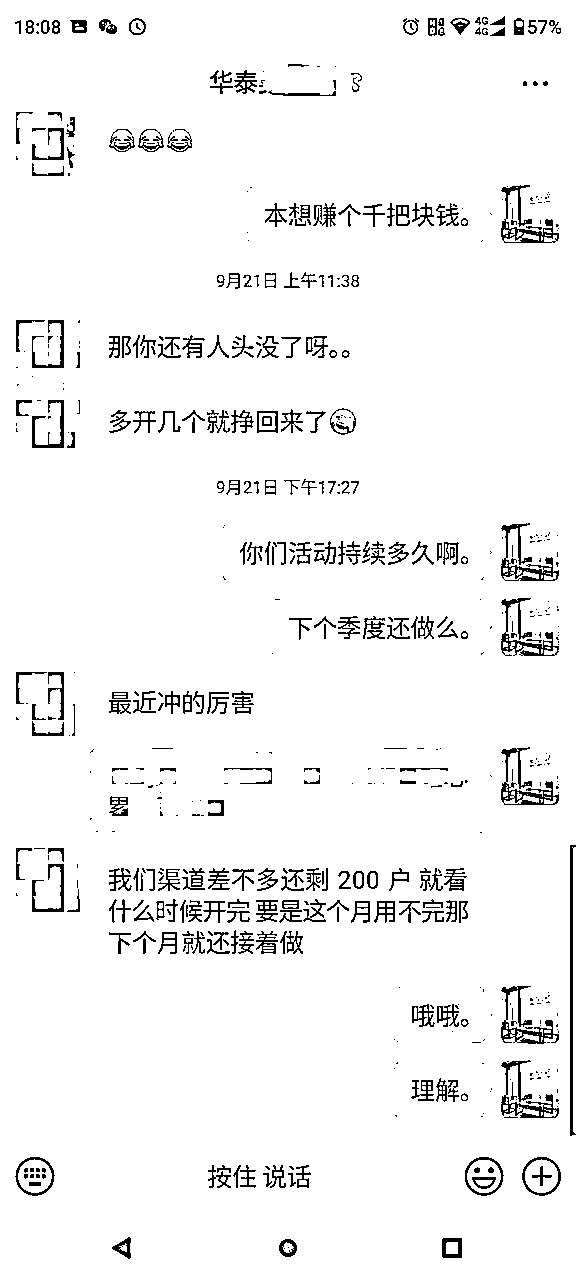 18:08
4G
4G
57%
华泰
😂😂😂
本想赚个千把块钱。
9月21日 上午11:38
那你还有人头没了呀。。
多开几个就挣回来了
9月21日 下午17:27
你们活动持续多久啊。
下个季度还做么。
最近冲的厉害
我们渠道差不多还剩 200 户 就看
什么时候开完 要是这个月用不完那
下个月就还接着做
哦哦。
理解。
按住 说话